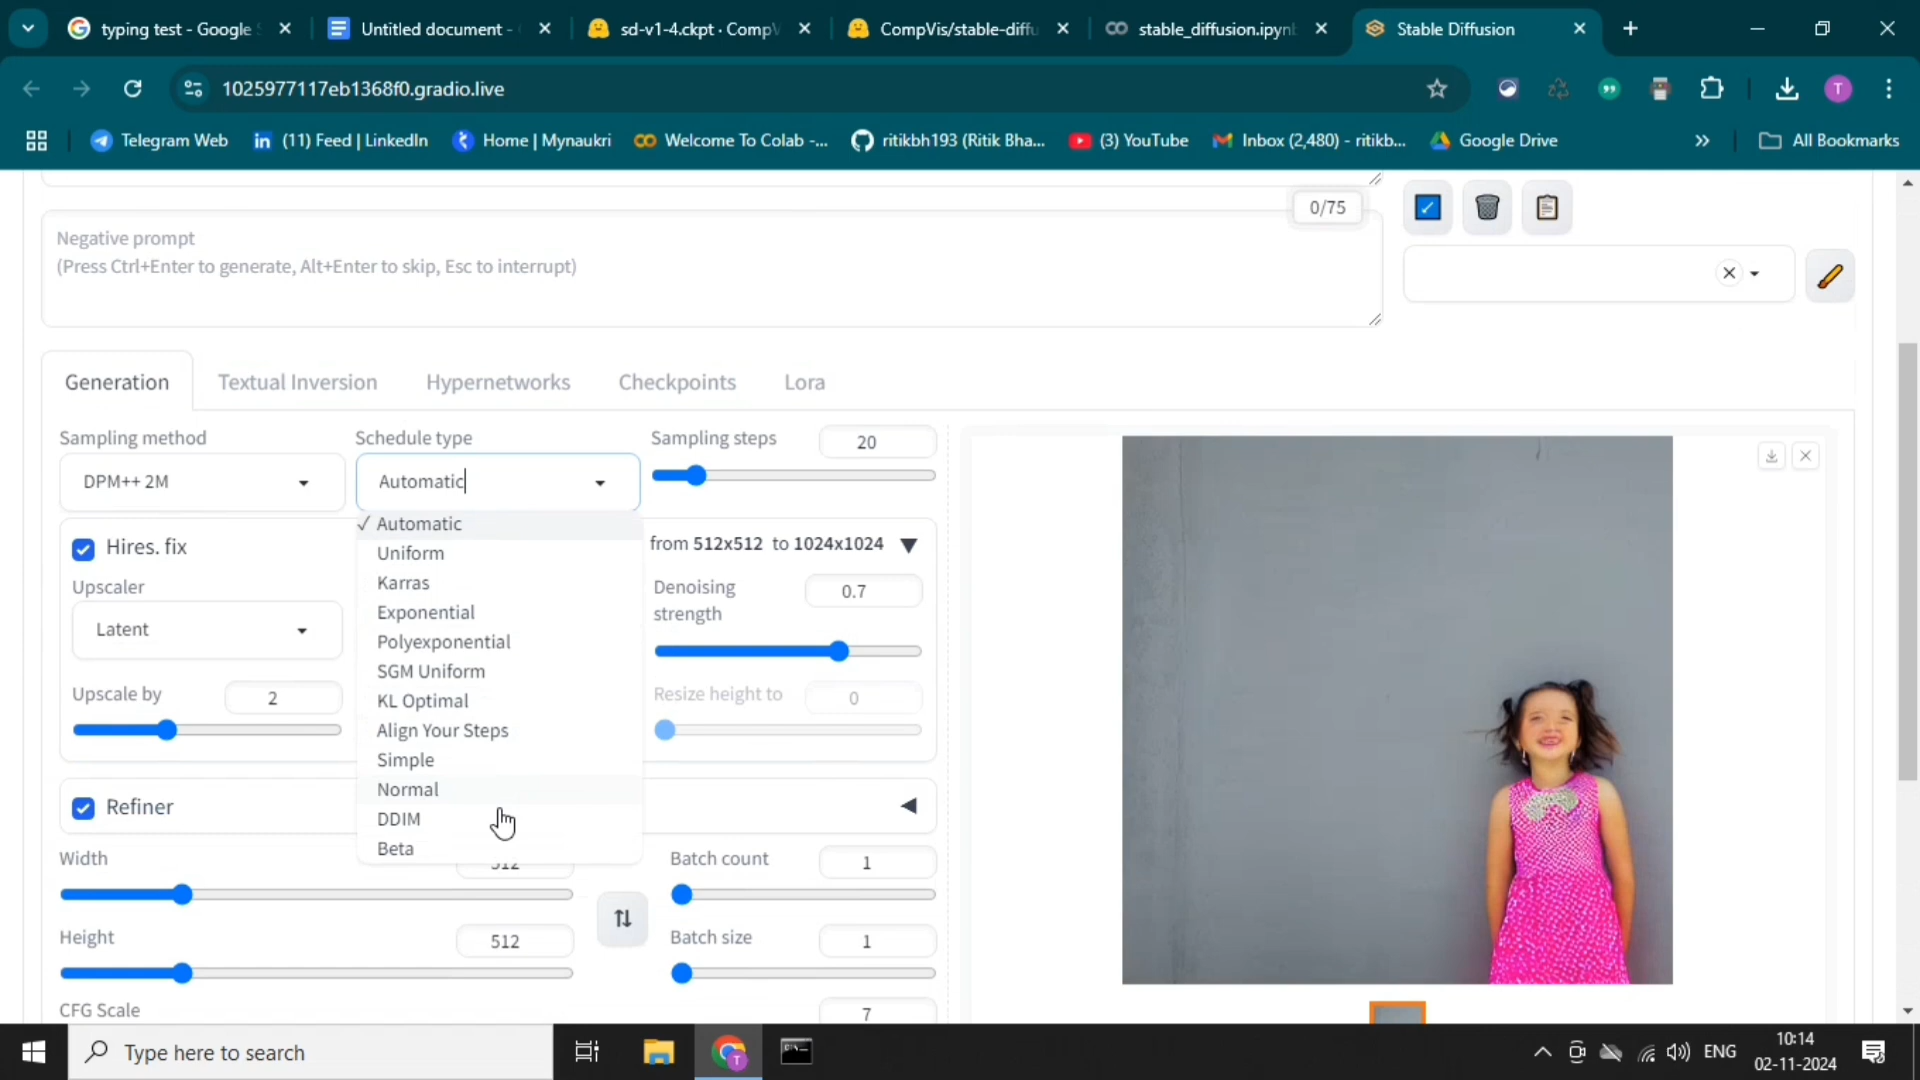 typing test - Google S
Untitled document -
sd-v1-4.ckpt · CompV
CompVis/stable-diffu
stable_diffusion.ipynb
Stable Diffusion
1025977117eb1368f0.gradio.live
T
Telegram Web
(11) Feed | LinkedIn
Home | Mynaukri
Welcome To Colab -...
ritikbh193 (Ritik Bha...
(3) YouTube
Inbox (2,480) - ritikb...
Google Drive
»
All Bookmarks
0/75
Negative prompt
(Press Ctrl+Enter to generate, Alt+Enter to skip, Esc to interrupt)
Generation
Textual Inversion
Hypernetworks
Checkpoints
Lora
Sampling method
Schedule type
Sampling steps
20
DPM++ 2M
Automatic
✓ Automatic
Uniform
Karras
Exponential
Polyexponential
SGM Uniform
KL Optimal
Align Your Steps
Simple
Normal
DDIM
Beta
Hires. fix
from 512x512 to 1024x1024
Upscaler
Latent
Denoising
strength
0.7
Upscale by
2
Resize height to
0
Refiner
Width
512
Batch count
1
Height
512
Batch size
1
CFG Scale
7
Type here to search
T
ENG
10:14
02-11-2024